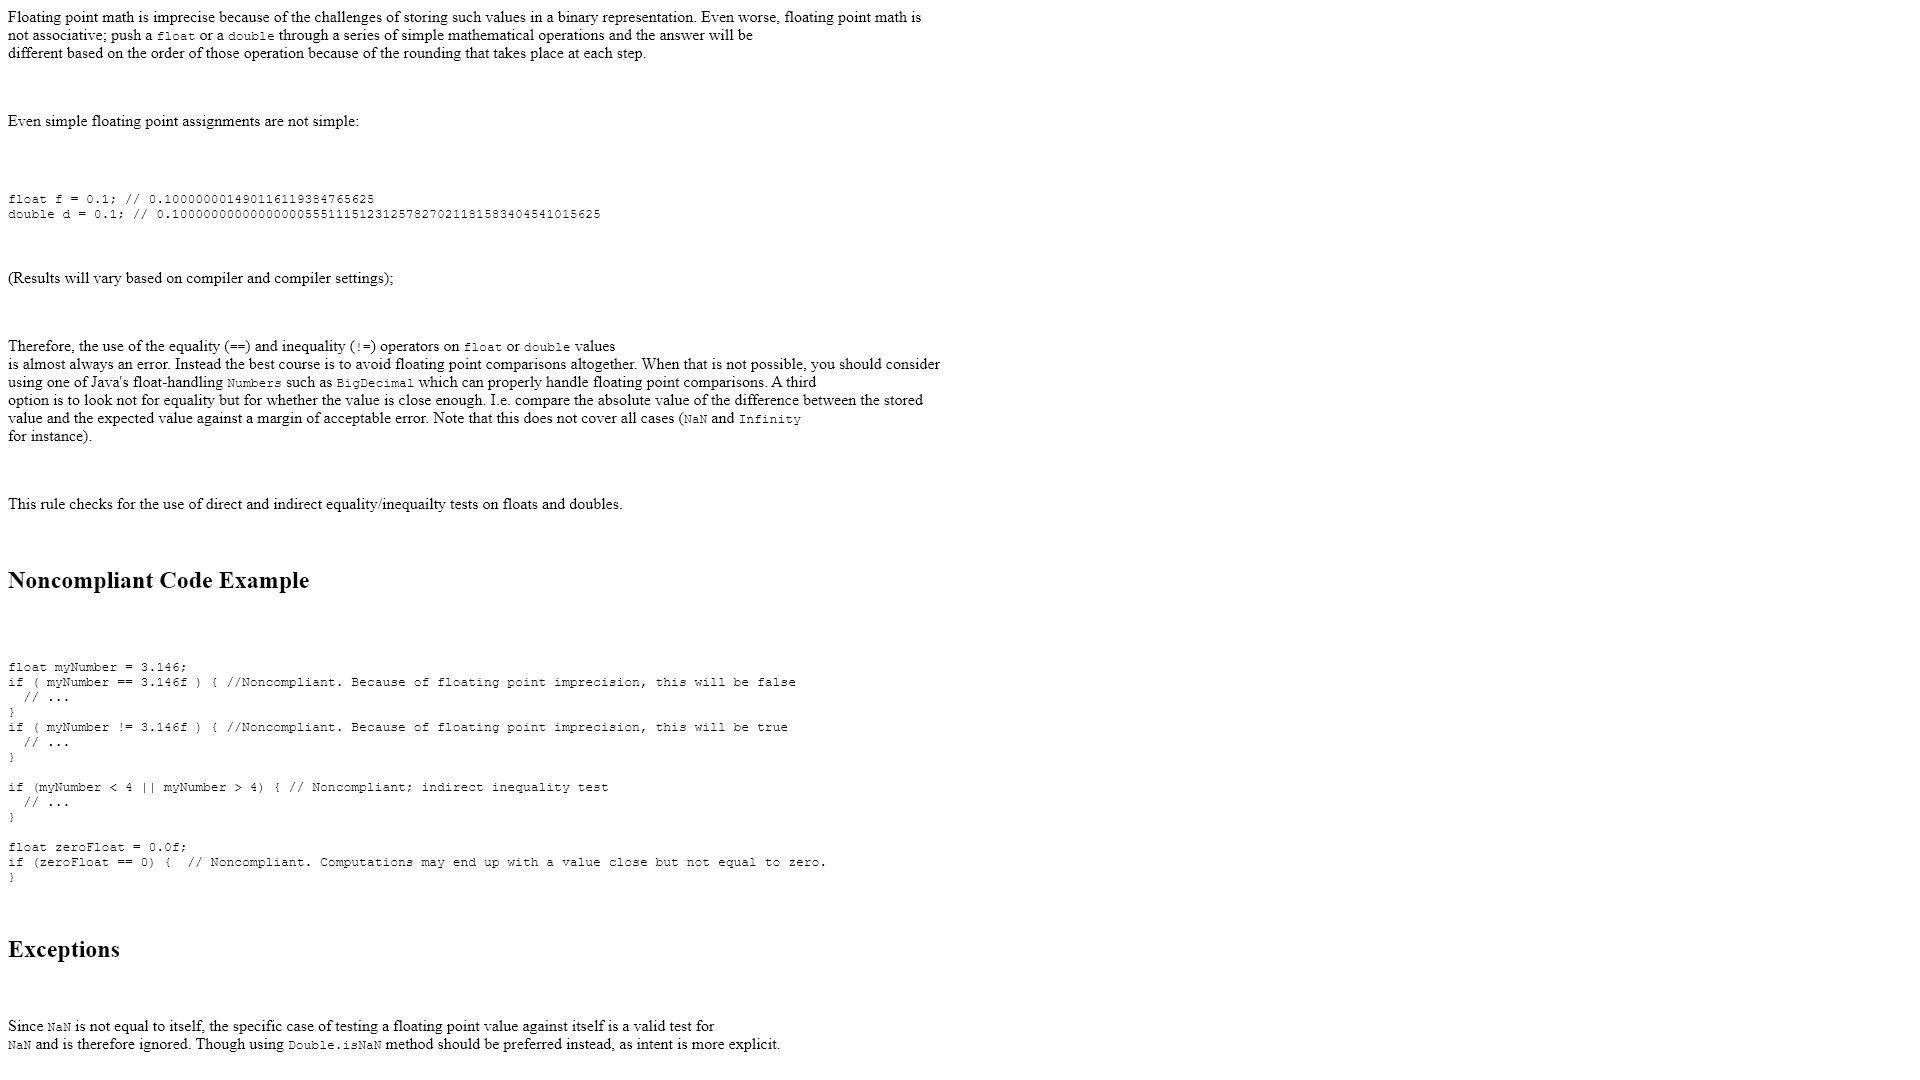 Floating point math is imprecise because of the challenges of storing such values in a binary representation. Even worse, floating point math is
not associative; push a float or a double through a series of simple mathematical operations and the answer will be
different based on the order of those operation because of the rounding that takes place at each step.
Even simple floating point assignments are not simple:
float f = 0.1; // 0.100000001490116119384765625
double d = 0.1; // 0.1000000000000000055511151231257827021181583404541015625
(Results will vary based on compiler and compiler settings);
Therefore, the use of the equality (==) and inequality (!=) operators on float or double values
is almost always an error. Instead the best course is to avoid floating point comparisons altogether. When that is not possible, you should consider
using one of Java's float-handling Numbers such as BigDecimal which can properly handle floating point comparisons. A third
option is to look not for equality but for whether the value is close enough. I.e. compare the absolute value of the difference between the stored
value and the expected value against a margin of acceptable error. Note that this does not cover all cases (NaN and Infinity
for instance).
This rule checks for the use of direct and indirect equality/inequailty tests on floats and doubles.
Noncompliant Code Example
float myNumber = 3.146;
if ( myNumber == 3.146f ) { //Noncompliant. Because of floating point imprecision, this will be false
  // ...
}
if ( myNumber != 3.146f ) { //Noncompliant. Because of floating point imprecision, this will be true
  // ...
}
if (myNumber < 4 || myNumber > 4) { // Noncompliant; indirect inequality test
  // ...
}
float zeroFloat = 0.0f;
if (zeroFloat == 0) {  // Noncompliant. Computations may end up with a value close but not equal to zero.
}
Exceptions
Since NaN is not equal to itself, the specific case of testing a floating point value against itself is a valid test for
NaN and is therefore ignored. Though using Double.isNaN method should be preferred instead, as intent is more explicit.